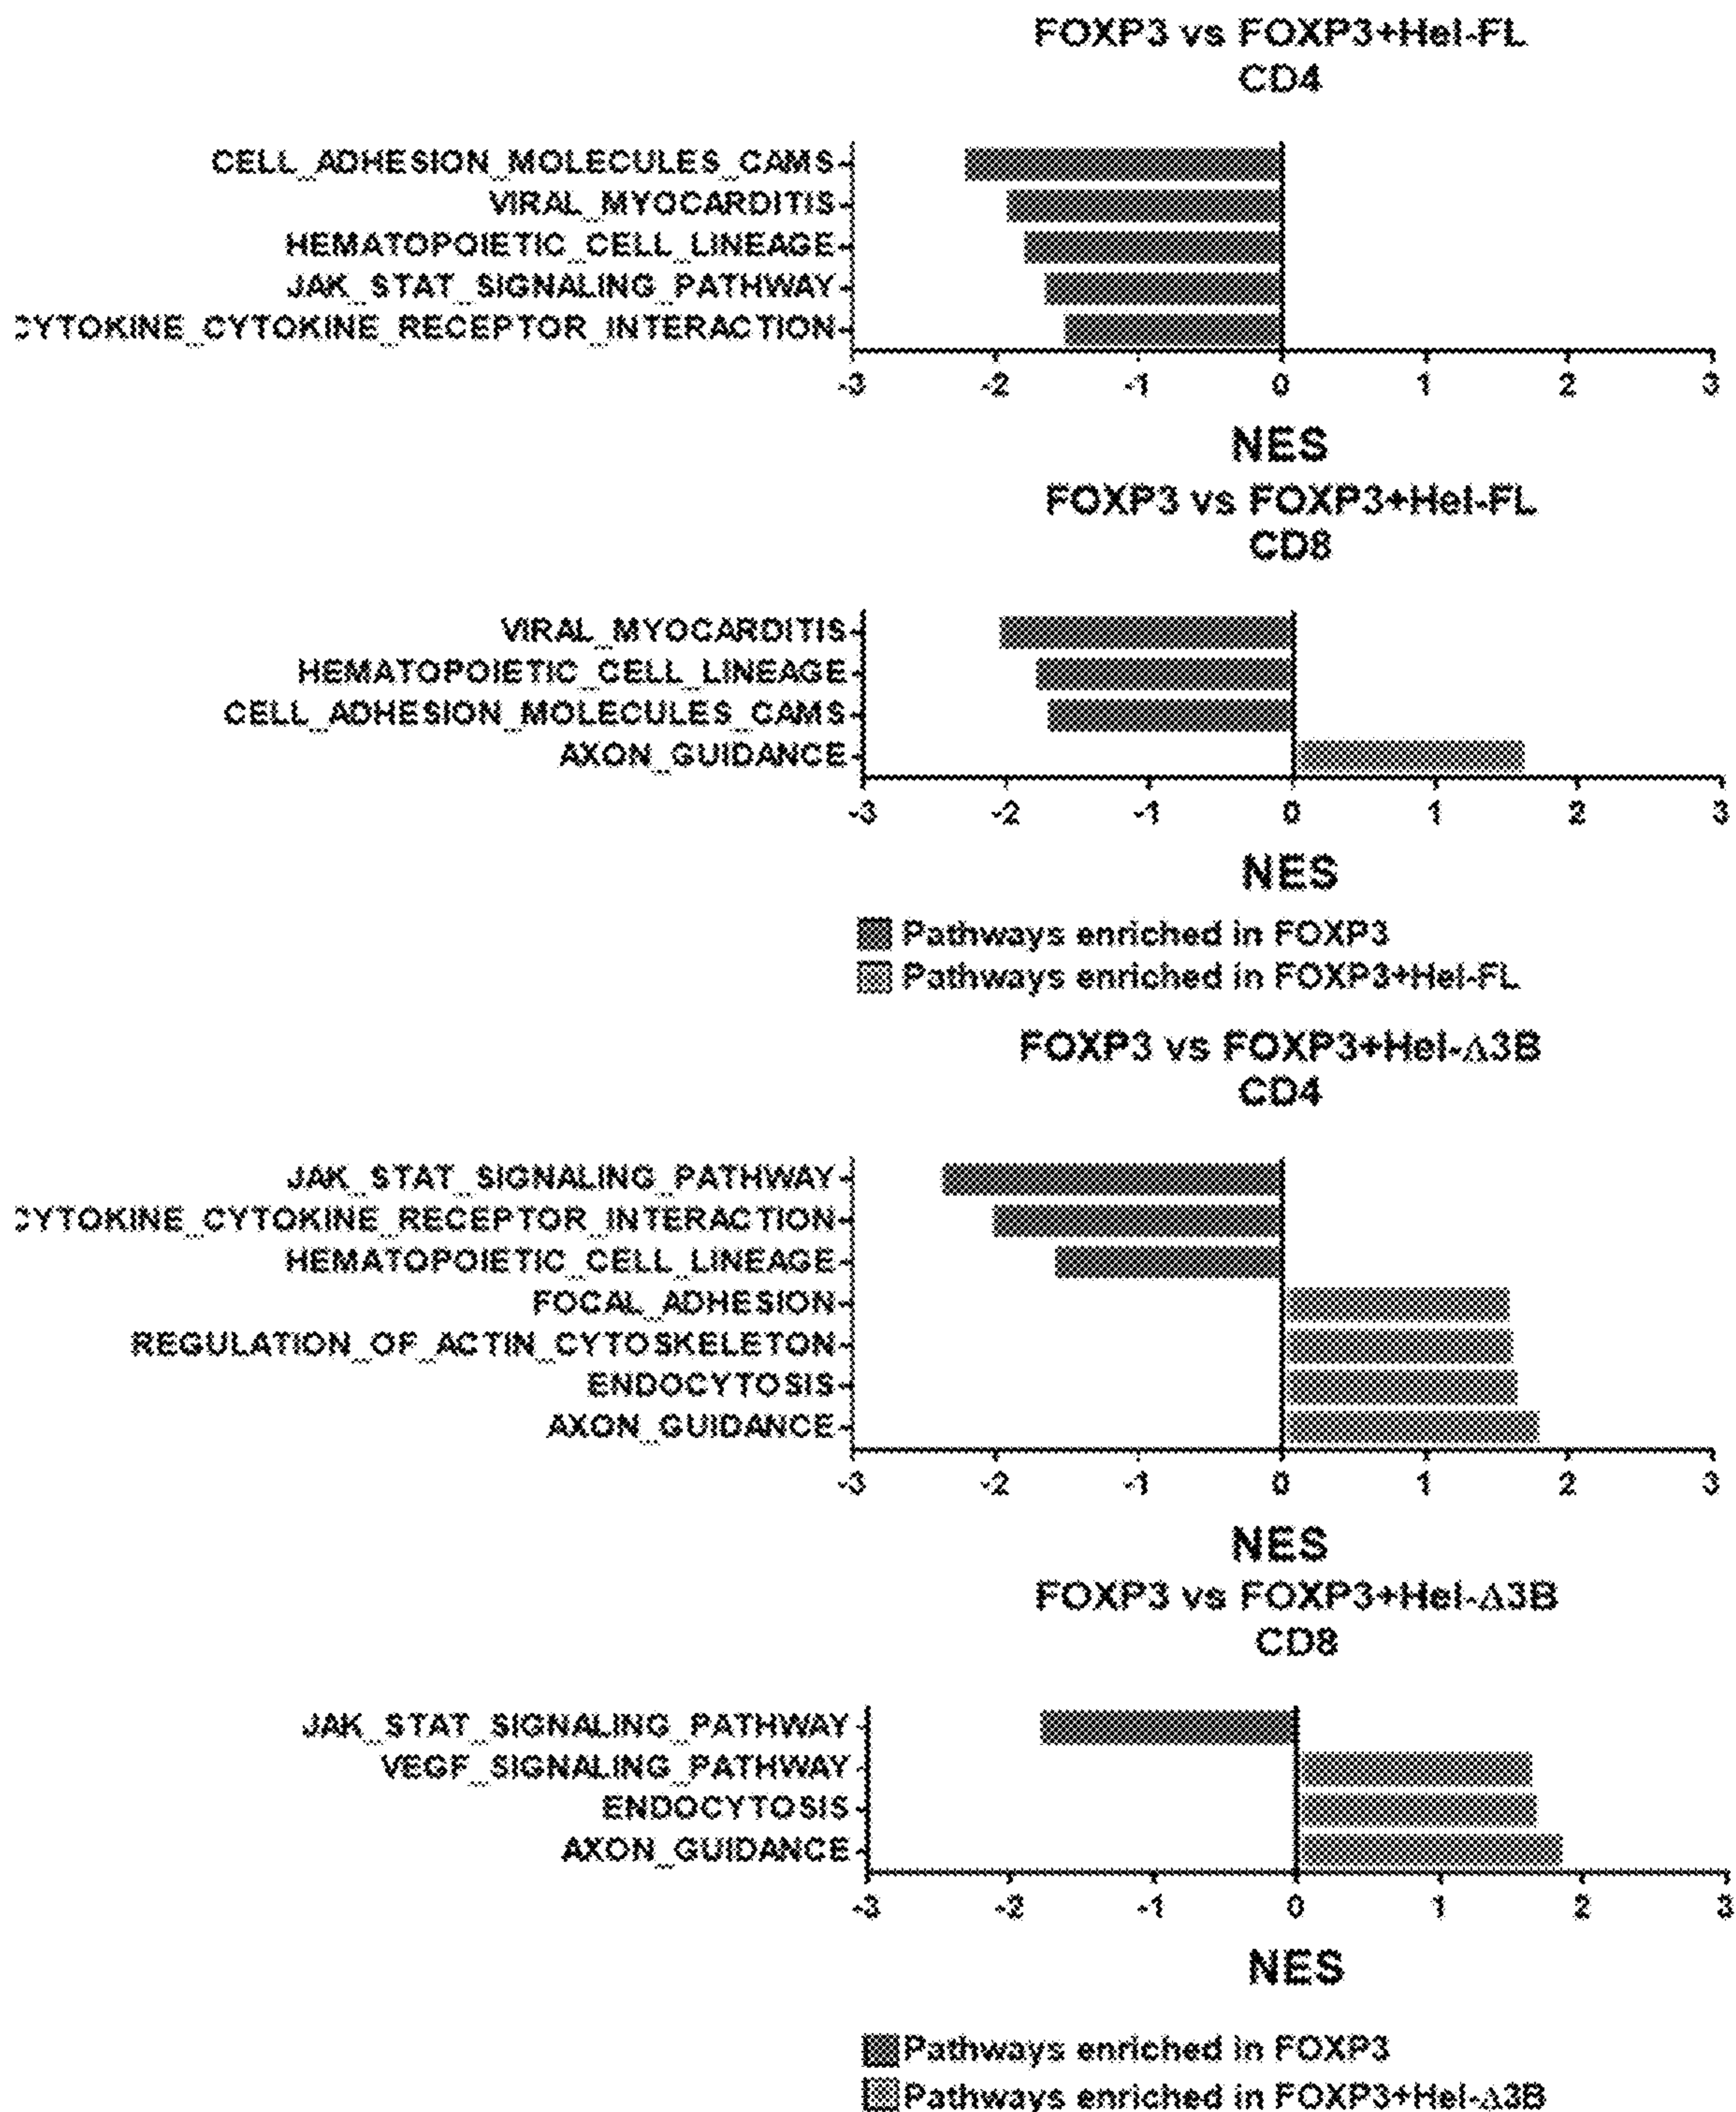 FOXP3 vs FOXP3+Hel-FL
CD4
CELL_ADHESION_MOLECULES_CAMS
VIRAL_MYOCARDITIS
HEMATOPOIETIC_CELL_LINEAGE
JAK_STAT_SIGNALING_PATHWAY
CYTOKINE_CYTOKINE_RECEPTOR_INTERACTION
-3 -2 -1 0 1 2 3
NES
FOXP3 vs FOXP3+Hel-FL
CD8
VIRAL_MYOCARDITIS
HEMATOPOIETIC_CELL_LINEAGE
CELL_ADHESION_MOLECULES_CAMS
AXON_GUIDANCE
-3 -2 -1 0 1 2 3
NES
Pathways enriched in FOXP3
Pathways enriched in FOXP3+Hel-FL
FOXP3 vs FOXP3+Hel-Δ3B
CD4
JAK_STAT_SIGNALING_PATHWAY
CYTOKINE_CYTOKINE_RECEPTOR_INTERACTION
HEMATOPOIETIC_CELL_LINEAGE
FOCAL_ADHESION
REGULATION_OF_ACTIN_CYTOSKELETON
ENDOCYTOSIS
AXON_GUIDANCE
-3 -2 -1 0 1 2 3
NES
FOXP3 vs FOXP3+Hel-Δ3B
CD8
JAK_STAT_SIGNALING_PATHWAY
VEGF_SIGNALING_PATHWAY
ENDOCYTOSIS
AXON_GUIDANCE
-3 -2 -1 0 1 2 3
NES
Pathways enriched in FOXP3
Pathways enriched in FOXP3+Hel-Δ3B